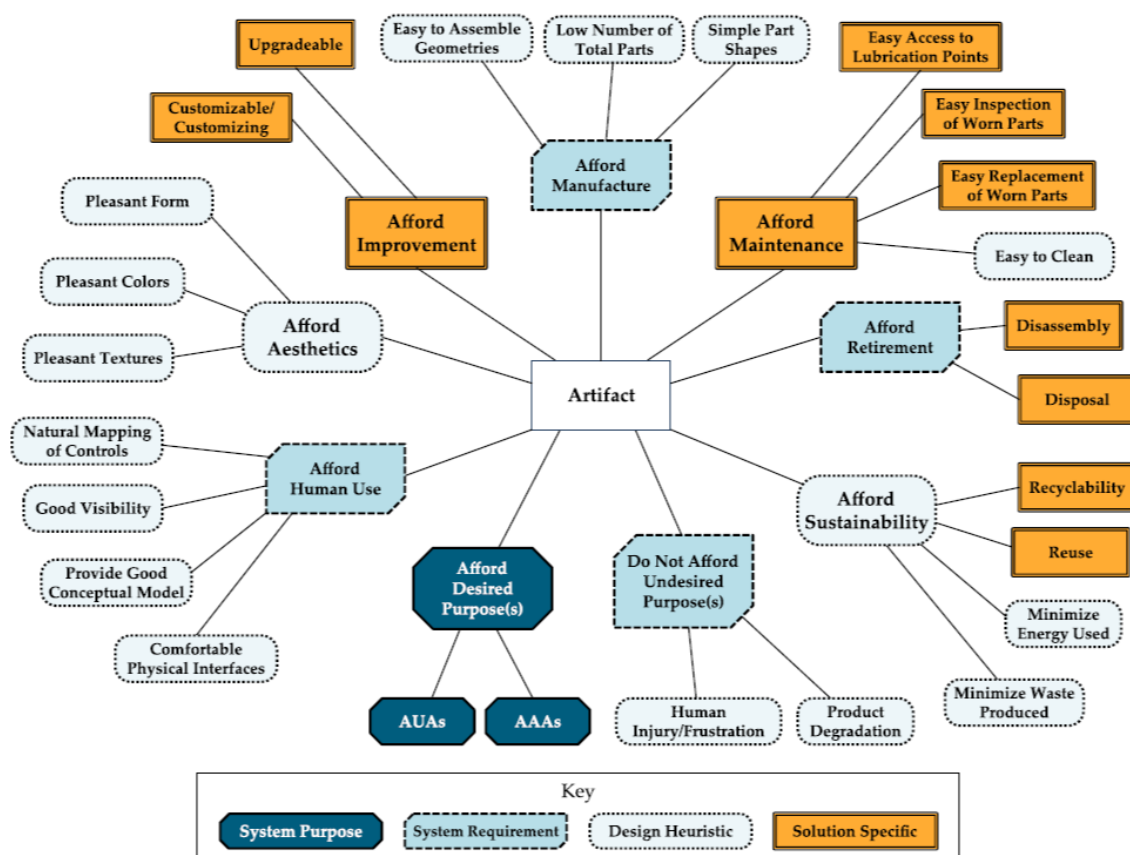 Upgradeable
Easy to Assemble
Geometries
Low Number of
Total Parts
Simple Part
Shapes
Easy Access to
Lubrication Points
Customizable/
Customizing
Easy Inspection
of Worn Parts
Afford
Manufacture
Easy Replacement
of Worn Parts
Pleasant Form
Afford
Improvement
Afford
Maintenance
Easy to Clean
Pleasant Colors
Afford
Aesthetics
Afford
Retirement
Disassembly
Pleasant Textures
Artifact
Disposal
Natural Mapping
of Controls
Afford
Human Use
Afford
Sustainability
Recyclability
Good Visibility
Reuse
Provide Good
Conceptual Model
Afford
Desired
Purpose(s)
Do Not Afford
Undesired
Purpose(s)
Minimize
Energy Used
Comfortable
Physical Interfaces
Minimize Waste
Produced
AUAs
AAAs
Human
Injury/Frustration
Product
Degradation
Key
System Purpose
System Requirement
Design Heuristic
Solution Specific